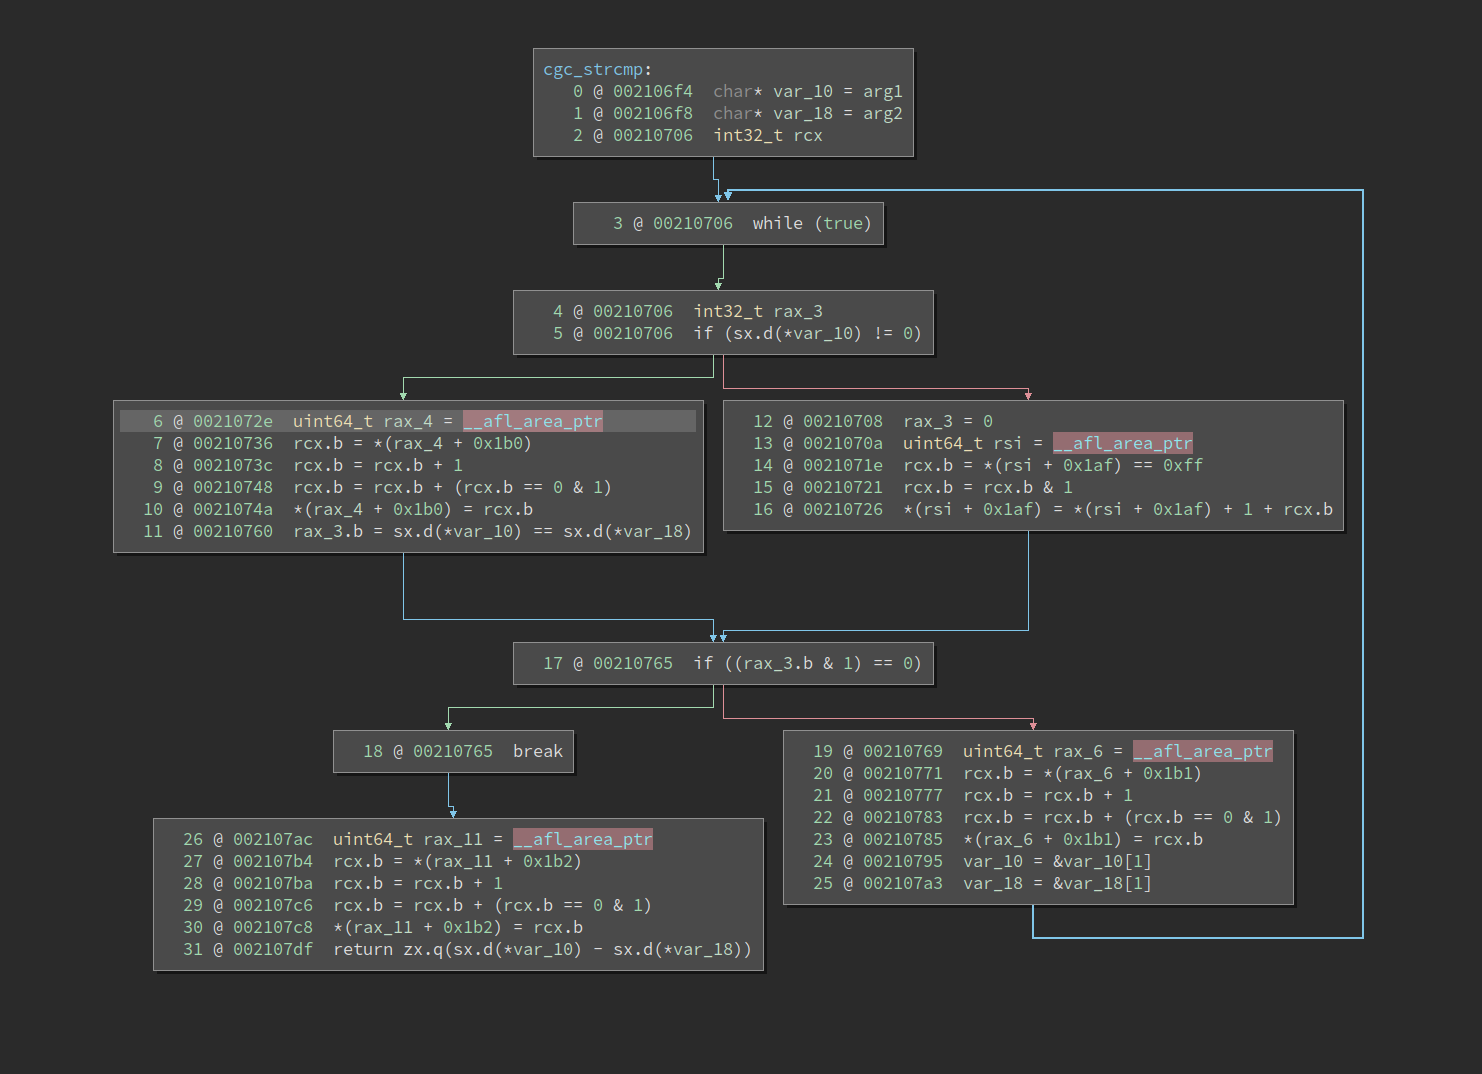 cgc_strcmp:
0 @ 002106f4  char* var_10 = arg1
1 @ 002106f8  char* var_18 = arg2
2 @ 00210706  int32_t rcx
3 @ 00210706  while (true)
4 @ 00210706  int32_t rax_3
5 @ 00210706  if (sx.d(*var_10) != 0)
6 @ 0021072e  uint64_t rax_4 = __afl_area_ptr
7 @ 00210736  rcx.b = *(rax_4 + 0x1b0)
8 @ 0021073c  rcx.b = rcx.b + 1
9 @ 00210748  rcx.b = rcx.b + (rcx.b == 0 & 1)
10 @ 0021074a  *(rax_4 + 0x1b0) = rcx.b
11 @ 00210760  rax_3.b = sx.d(*var_10) == sx.d(*var_18)
12 @ 00210708  rax_3 = 0
13 @ 0021070a  uint64_t rsi = __afl_area_ptr
14 @ 0021071e  rcx.b = *(rsi + 0x1af) == 0xff
15 @ 00210721  rcx.b = rcx.b & 1
16 @ 00210726  *(rsi + 0x1af) = *(rsi + 0x1af) + 1 + rcx.b
17 @ 00210765  if ((rax_3.b & 1) == 0)
18 @ 00210765  break
19 @ 00210769  uint64_t rax_6 = __afl_area_ptr
20 @ 00210771  rcx.b = *(rax_6 + 0x1b1)
21 @ 00210777  rcx.b = rcx.b + 1
22 @ 00210783  rcx.b = rcx.b + (rcx.b == 0 & 1)
23 @ 00210785  *(rax_6 + 0x1b1) = rcx.b
24 @ 00210795  var_10 = &var_10[1]
25 @ 002107a3  var_18 = &var_18[1]
26 @ 002107ac  uint64_t rax_11 = __afl_area_ptr
27 @ 002107b4  rcx.b = *(rax_11 + 0x1b2)
28 @ 002107ba  rcx.b = rcx.b + 1
29 @ 002107c6  rcx.b = rcx.b + (rcx.b == 0 & 1)
30 @ 002107c8  *(rax_11 + 0x1b2) = rcx.b
31 @ 002107df  return zx.q(sx.d(*var_10) − sx.d(*var_18))